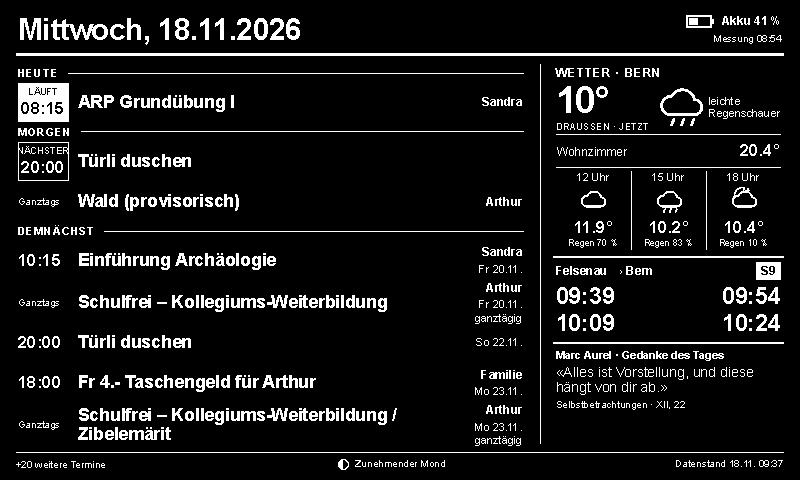 Mittwoch, 18.11.2026
Akku 41 %
Messung 08:54
HEUTE
LÄUFT
08:15
ARP Grundübung I
Sandra
MORGEN
NÄCHSTER
20:00
Türli duschen
Ganztags
Wald (provisorisch)
Arthur
DEMNÄCHST
10:15
Einführung Archäologie
Sandra
Fr 20.11.
Ganztags
Schulfrei – Kollegiums-Weiterbildung
Arthur
Fr 20.11.
ganztägig
20:00
Türli duschen
So 22.11.
18:00
Fr 4.- Taschengeld für Arthur
Familie
Mo 23.11.
Ganztags
Schulfrei – Kollegiums-Weiterbildung /
Zibelemärit
Arthur
Mo 23.11.
ganztägig
WETTER · BERN
10°
leichte
Regenschauer
DRAUSSEN · JETZT
Wohnzimmer
20.4°
12 Uhr
11.9°
Regen 70 %
15 Uhr
10.2°
Regen 83 %
18 Uhr
10.4°
Regen 10 %
Felsenau → Bern
S9
09:39
09:54
10:09
10:24
Marc Aurel · Gedanke des Tages
«Alles ist Vorstellung, und diese
hängt von dir ab.»
Selbstbetrachtungen · XII, 22
+20 weitere Termine
Zunehmender Mond
Datenstand 18.11. 09:37